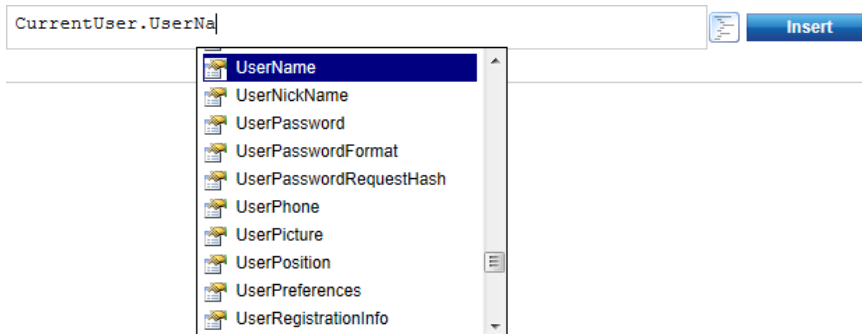 CurrentUser.UserNa
Insert
UserName
UserNickName
UserPassword
UserPasswordFormat
UserPasswordRequestHash
UserPhone
UserPicture
UserPosition
UserPreferences
UserRegistrationInfo